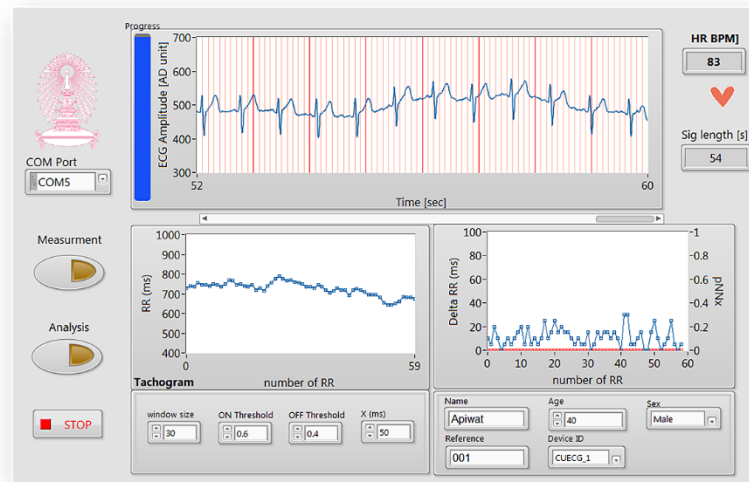 Progress
ECG Amplitude [AD unit]
700
600
500
400
300
52
60
Time [sec]
HR BPM]
83
Sig length [s]
54
COM Port
COM5
Measurment
Analysis
STOP
RR (ms)
1000
900
800
700
600
500
400
0
59
number of RR
Tachogram
Delta RR (ms)
100
80
60
40
20
0
0
10
20
30
40
50
60
number of RR
pNNx
1
0.8
0.6
0.4
0.2
0
window size
30
ON Threshold
0.6
OFF Threshold
0.4
X (ms)
50
Name
Apiwat
Age
40
Sex
Male
Reference
001
Device ID
CUECG_1